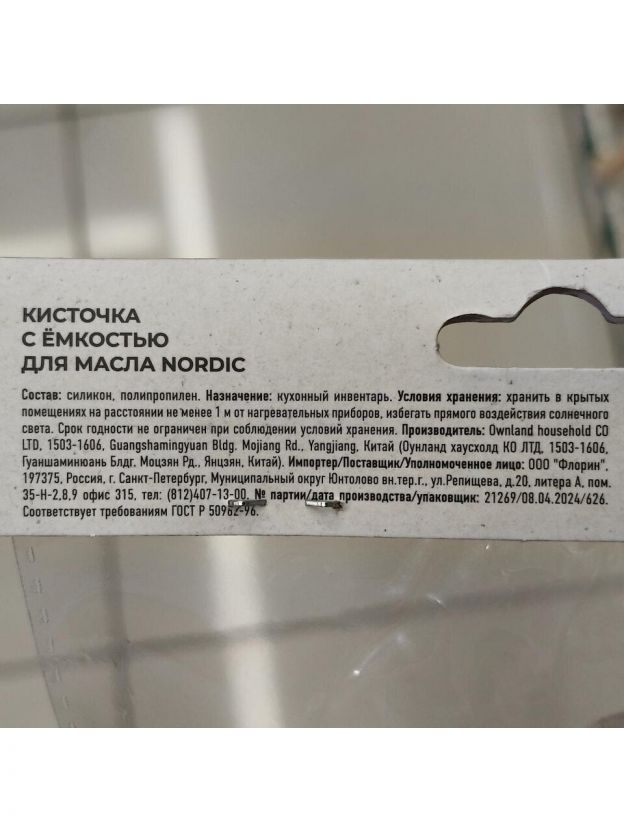 КИСТОЧКА
С ЁМКОСТЬЮ
ДЛЯ МАСЛА NORDIC
Состав: силикон, полипропилен. Назначение: кухонный инвентарь. Условия хранения: хранить в крытых
помещениях на расстоянии не менее 1 м от нагревательных приборов, избегать прямого воздействия солнечного
света. Срок годности не ограничен при соблюдении условий хранения. Производитель: Ownland household CO
LTD, 1503-1606, Guangshamingyuan Bldg. Mojiang Rd., Yangjiang, Китай (Оунланд хаусхолд КО ЛТД, 1503-1606,
Гуаншаминюань Блдг. Моцзян Рд., Янцзян, Китай). Импортер/Поставщик/Уполномоченное лицо: ООО "Флорин",
197375, Россия, г. Санкт-Петербург, Муниципальный округ Юнтолово вн.тер.г., ул.Репищева, д.20, литера А, пом.
35-Н-2,8,9 офис 315, тел: (812)407-13-00. № партии/дата производства/упаковщик: 21269/08.04.2024/626.
Соответствует требованиям ГОСТ Р 50962-96.